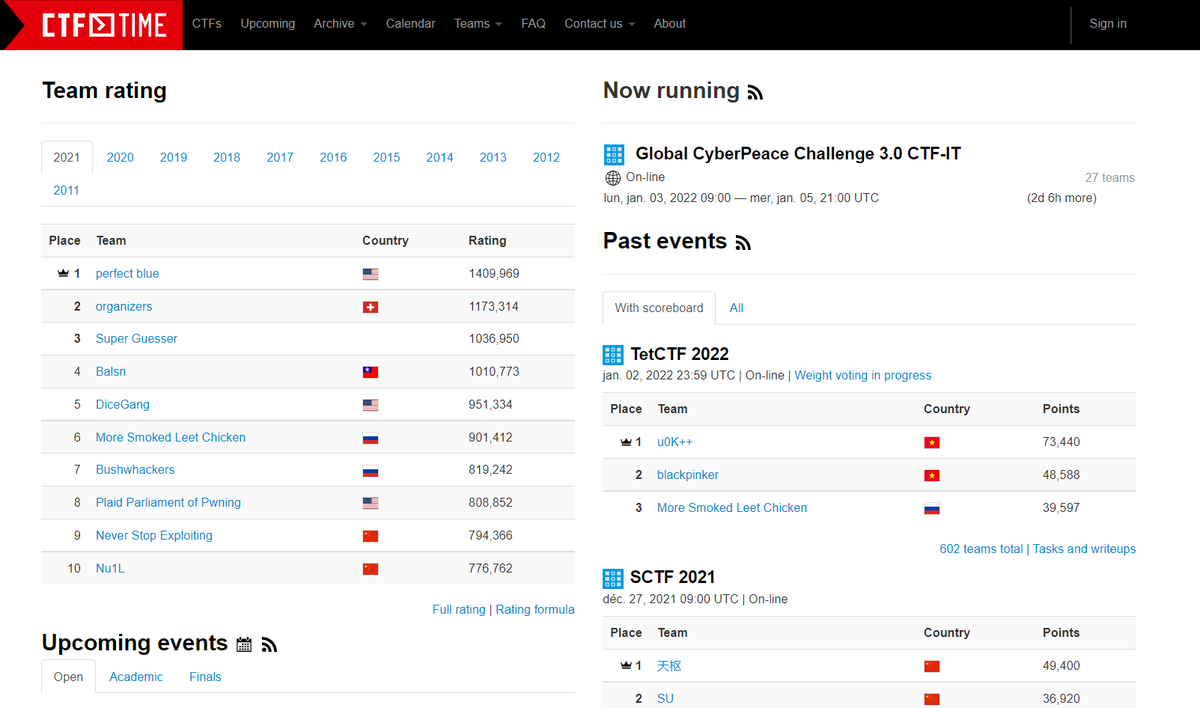 CTF TIME CTFs Upcoming Archive Calendar Teams FAQ Contact us About Sign in
Team rating
2021 2020 2019 2018 2017 2016 2015 2014 2013 2012
2011
Place Team Country Rating
1 perfect blue 1409,969
2 organizers 1173,314
3 Super Guesser 1036,950
4 Balsn 1010,773
5 DiceGang 951,334
6 More Smoked Leet Chicken 901,412
7 Bushwhackers 819,242
8 Plaid Parliament of Pwning 808,852
9 Never Stop Exploiting 794,366
10 Nu1L 776,762
Full rating | Rating formula
Upcoming events
Open Academic Finals
Now running
Global CyberPeace Challenge 3.0 CTF-IT
On-line 27 teams
lun, jan. 03, 2022 09:00 — mer, jan. 05, 21:00 UTC (2d 6h more)
Past events
With scoreboard All
TetCTF 2022
jan. 02, 2022 23:59 UTC | On-line | Weight voting in progress
Place Team Country Points
1 u0K++ 73,440
2 blackpinker 48,588
3 More Smoked Leet Chicken 39,597
602 teams total | Tasks and writeups
SCTF 2021
déc. 27, 2021 09:00 UTC | On-line
Place Team Country Points
1 天枢 49,400
2 SU 36,920